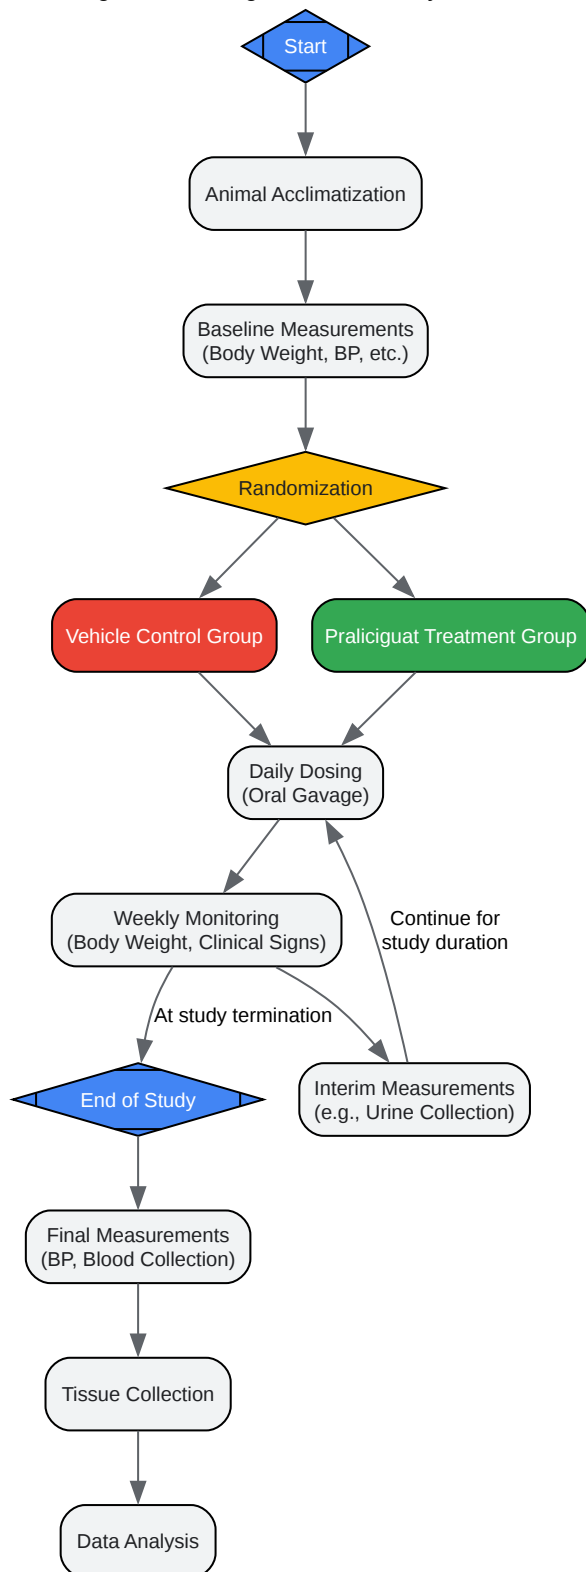 Start
Animal Acclimatization
Baseline Measurements
(Body Weight, BP, etc.)
Randomization
Vehicle Control Group
Praliciguat Treatment Group
Daily Dosing
(Oral Gavage)
Weekly Monitoring
(Body Weight, Clinical Signs)
Continue for
study duration
At study termination
End of Study
Interim Measurements
(e.g., Urine Collection)
Final Measurements
(BP, Blood Collection)
Tissue Collection
Data Analysis